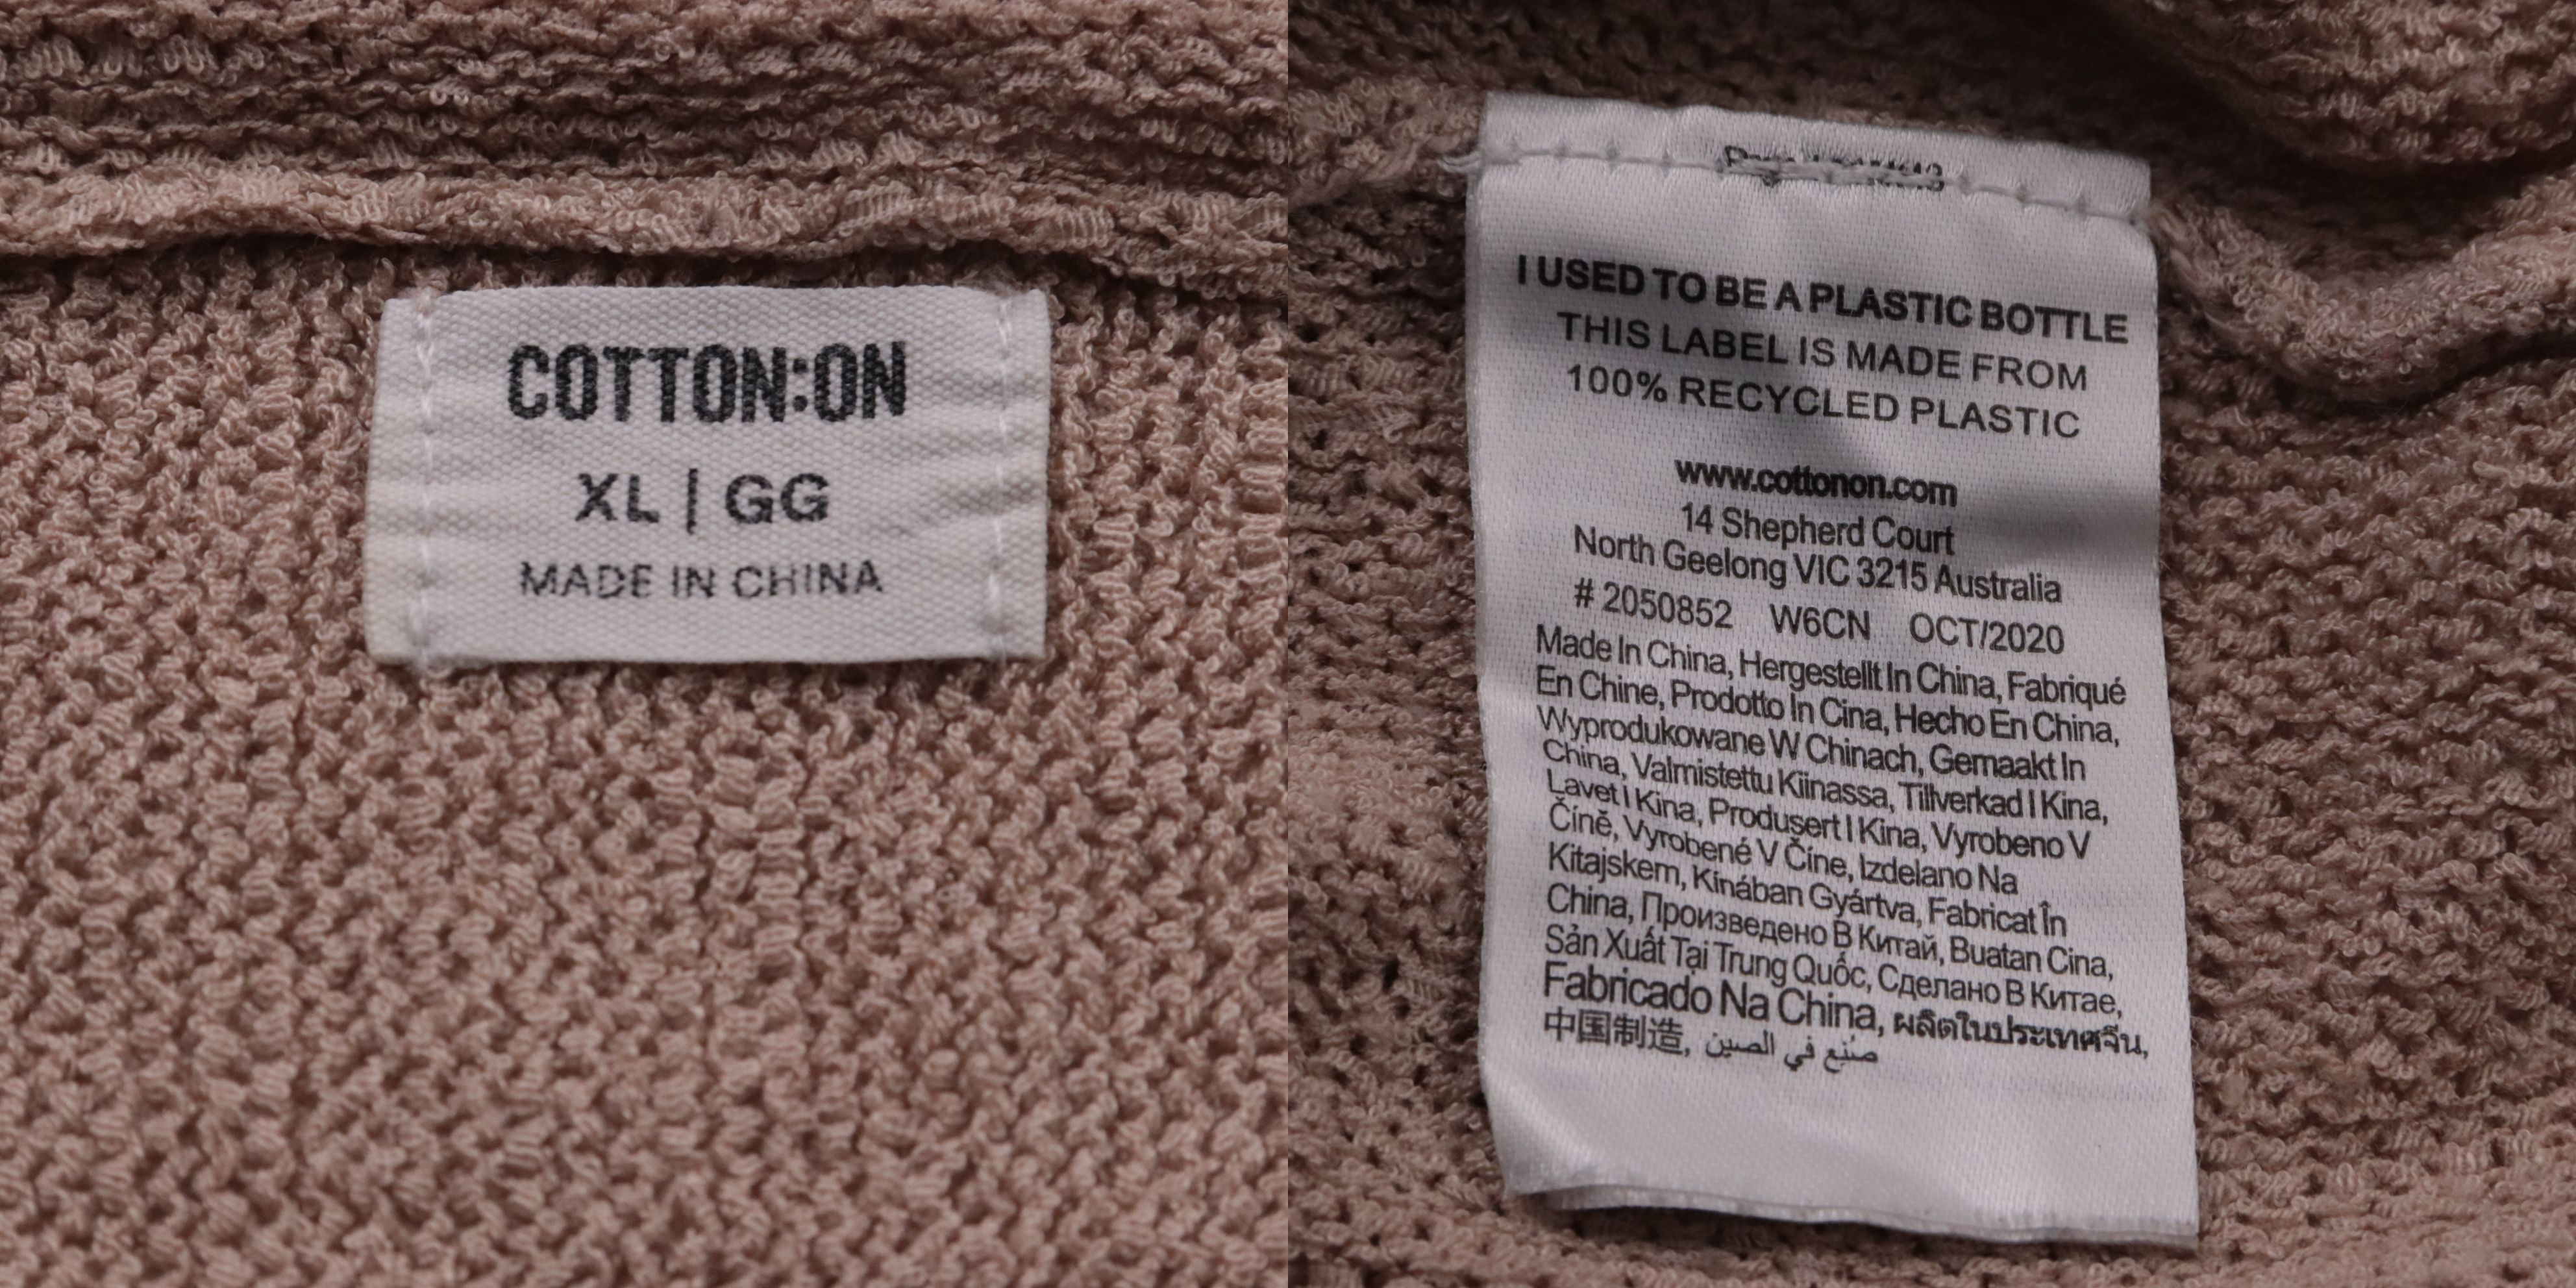 COTTON:ON
XL | GG
MADE IN CHINA
I USED TO BE A PLASTIC BOTTLE
THIS LABEL IS MADE FROM
100% RECYCLED PLASTIC
www.cottonon.com
14 Shepherd Court
North Geelong VIC 3215 Australia
# 2050852 W6CN OCT/2020
Made In China, Hergestellt In China, Fabriqué
En Chine, Prodotto In Cina, Hecho En China,
Wyprodukowane W Chinach, Gemaakt In
China, Valmistettu Kiinassa, Tillverkad I Kina,
Lavet I Kina, Produsert I Kina, Vyrobeno V
Číně, Vyrobené V Číne, Izdelano Na
Kitajskem, Kínában Gyártva, Fabricat În
China, Произведено В Китай, Buatan Cina,
Sản Xuất Tại Trung Quốc, Сделано В Китае,
Fabricado Na China, ผลิตในประเทศจีน,
中国制造, صنع في الصين